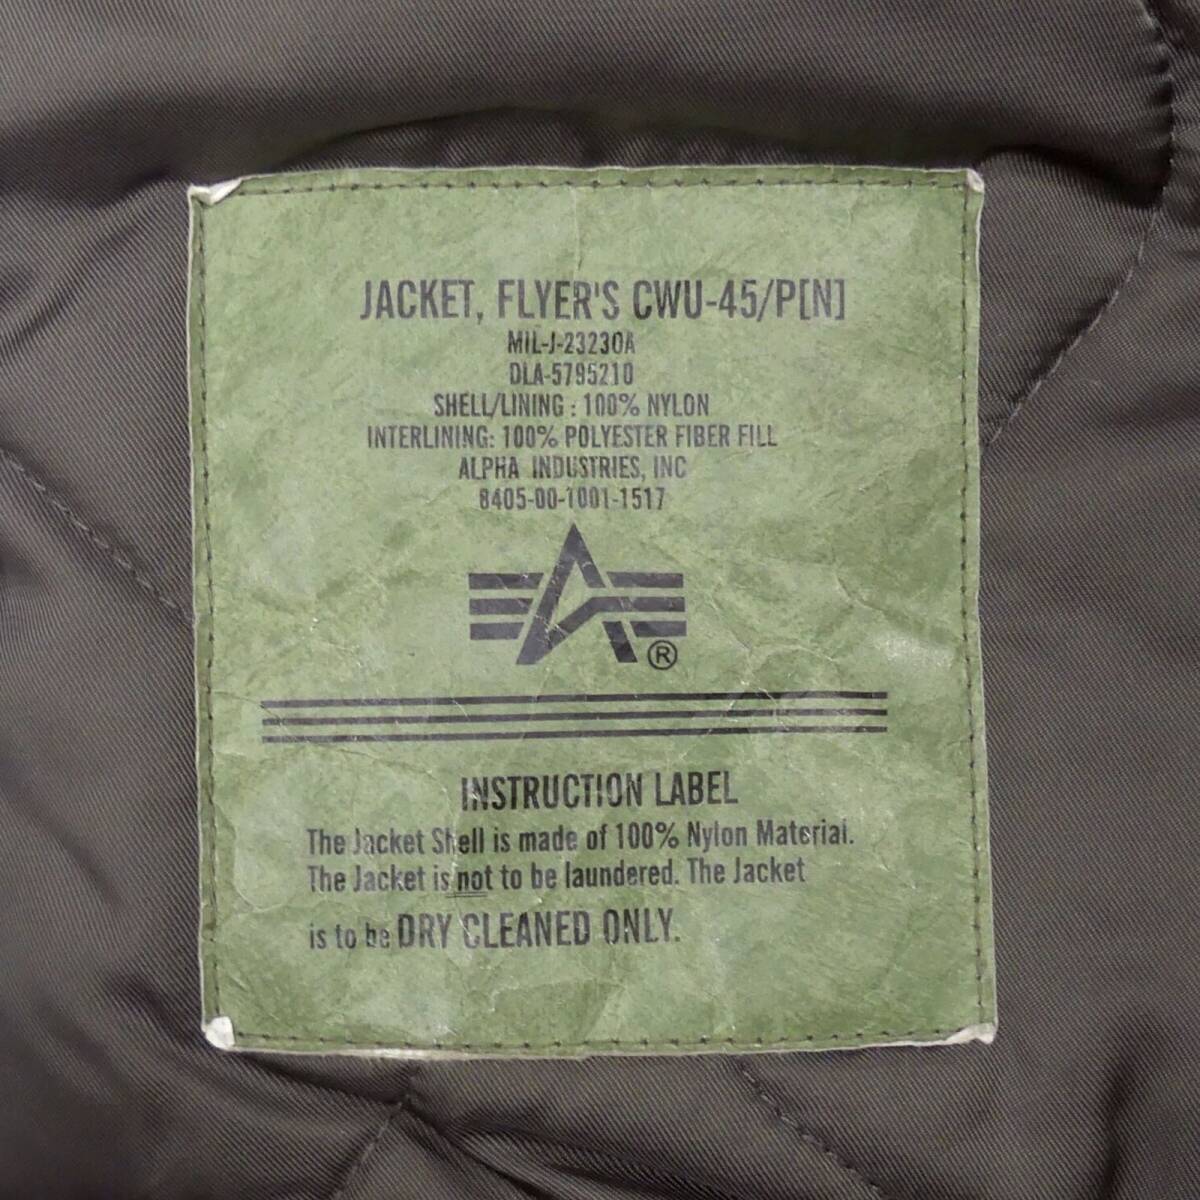 JACKET, FLYER'S CWU-45/P[N]
MIL-J-23230A
DLA-5795210
SHELL/LINING : 100% NYLON
INTERLINING: 100% POLYESTER FIBER FILL
ALPHA INDUSTRIES, INC
8405-00-1001-1517
®
INSTRUCTION LABEL
The Jacket Shell is made of 100% Nylon Material.
The Jacket is not to be laundered. The Jacket
is to be DRY CLEANED ONLY.